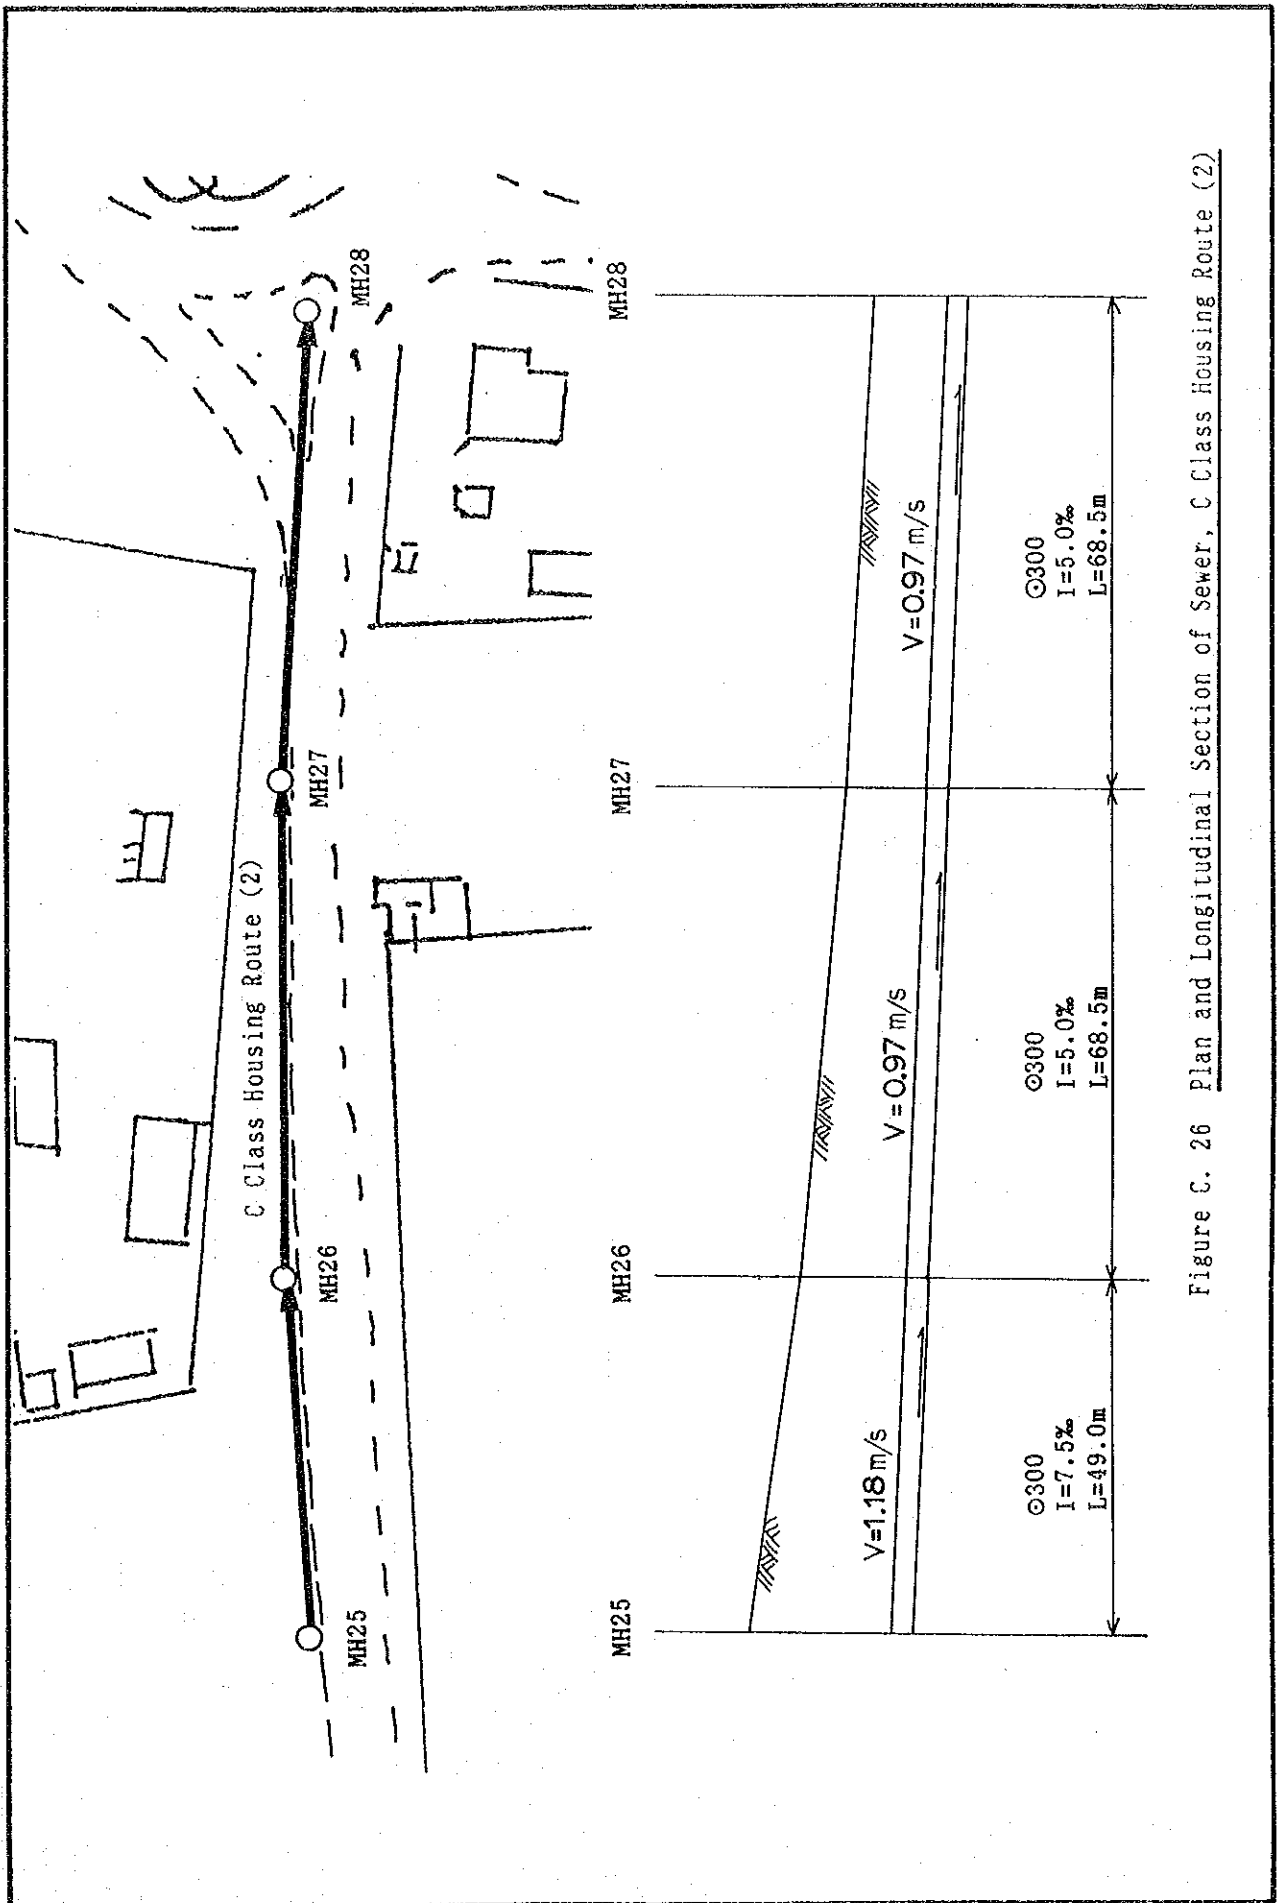 C Class Housing Route (2)
MH25
MH26
MH27
MH28
MH25
MH26
MH27
MH28
V=1.18 m/s
V=0.97 m/s
V=0.97 m/s
⊙300
I=7.5‰
L=49.0m
⊙300
I=5.0‰
L=68.5m
⊙300
I=5.0‰
L=68.5m
Figure C. 26 Plan and Longitudinal Section of Sewer, C Class Housing Route (2)